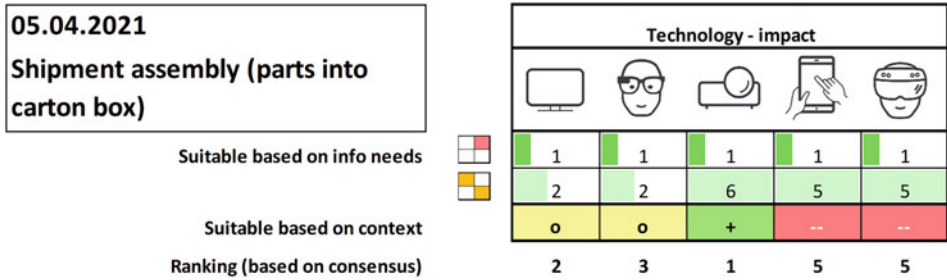 05.04.2021
Shipment assembly (parts into
carton box)
Technology - impact
Suitable based on info needs 1 1 1 1 1
2 2 6 5 5
Suitable based on context o o + -- --
Ranking (based on consensus) 2 3 1 5 5